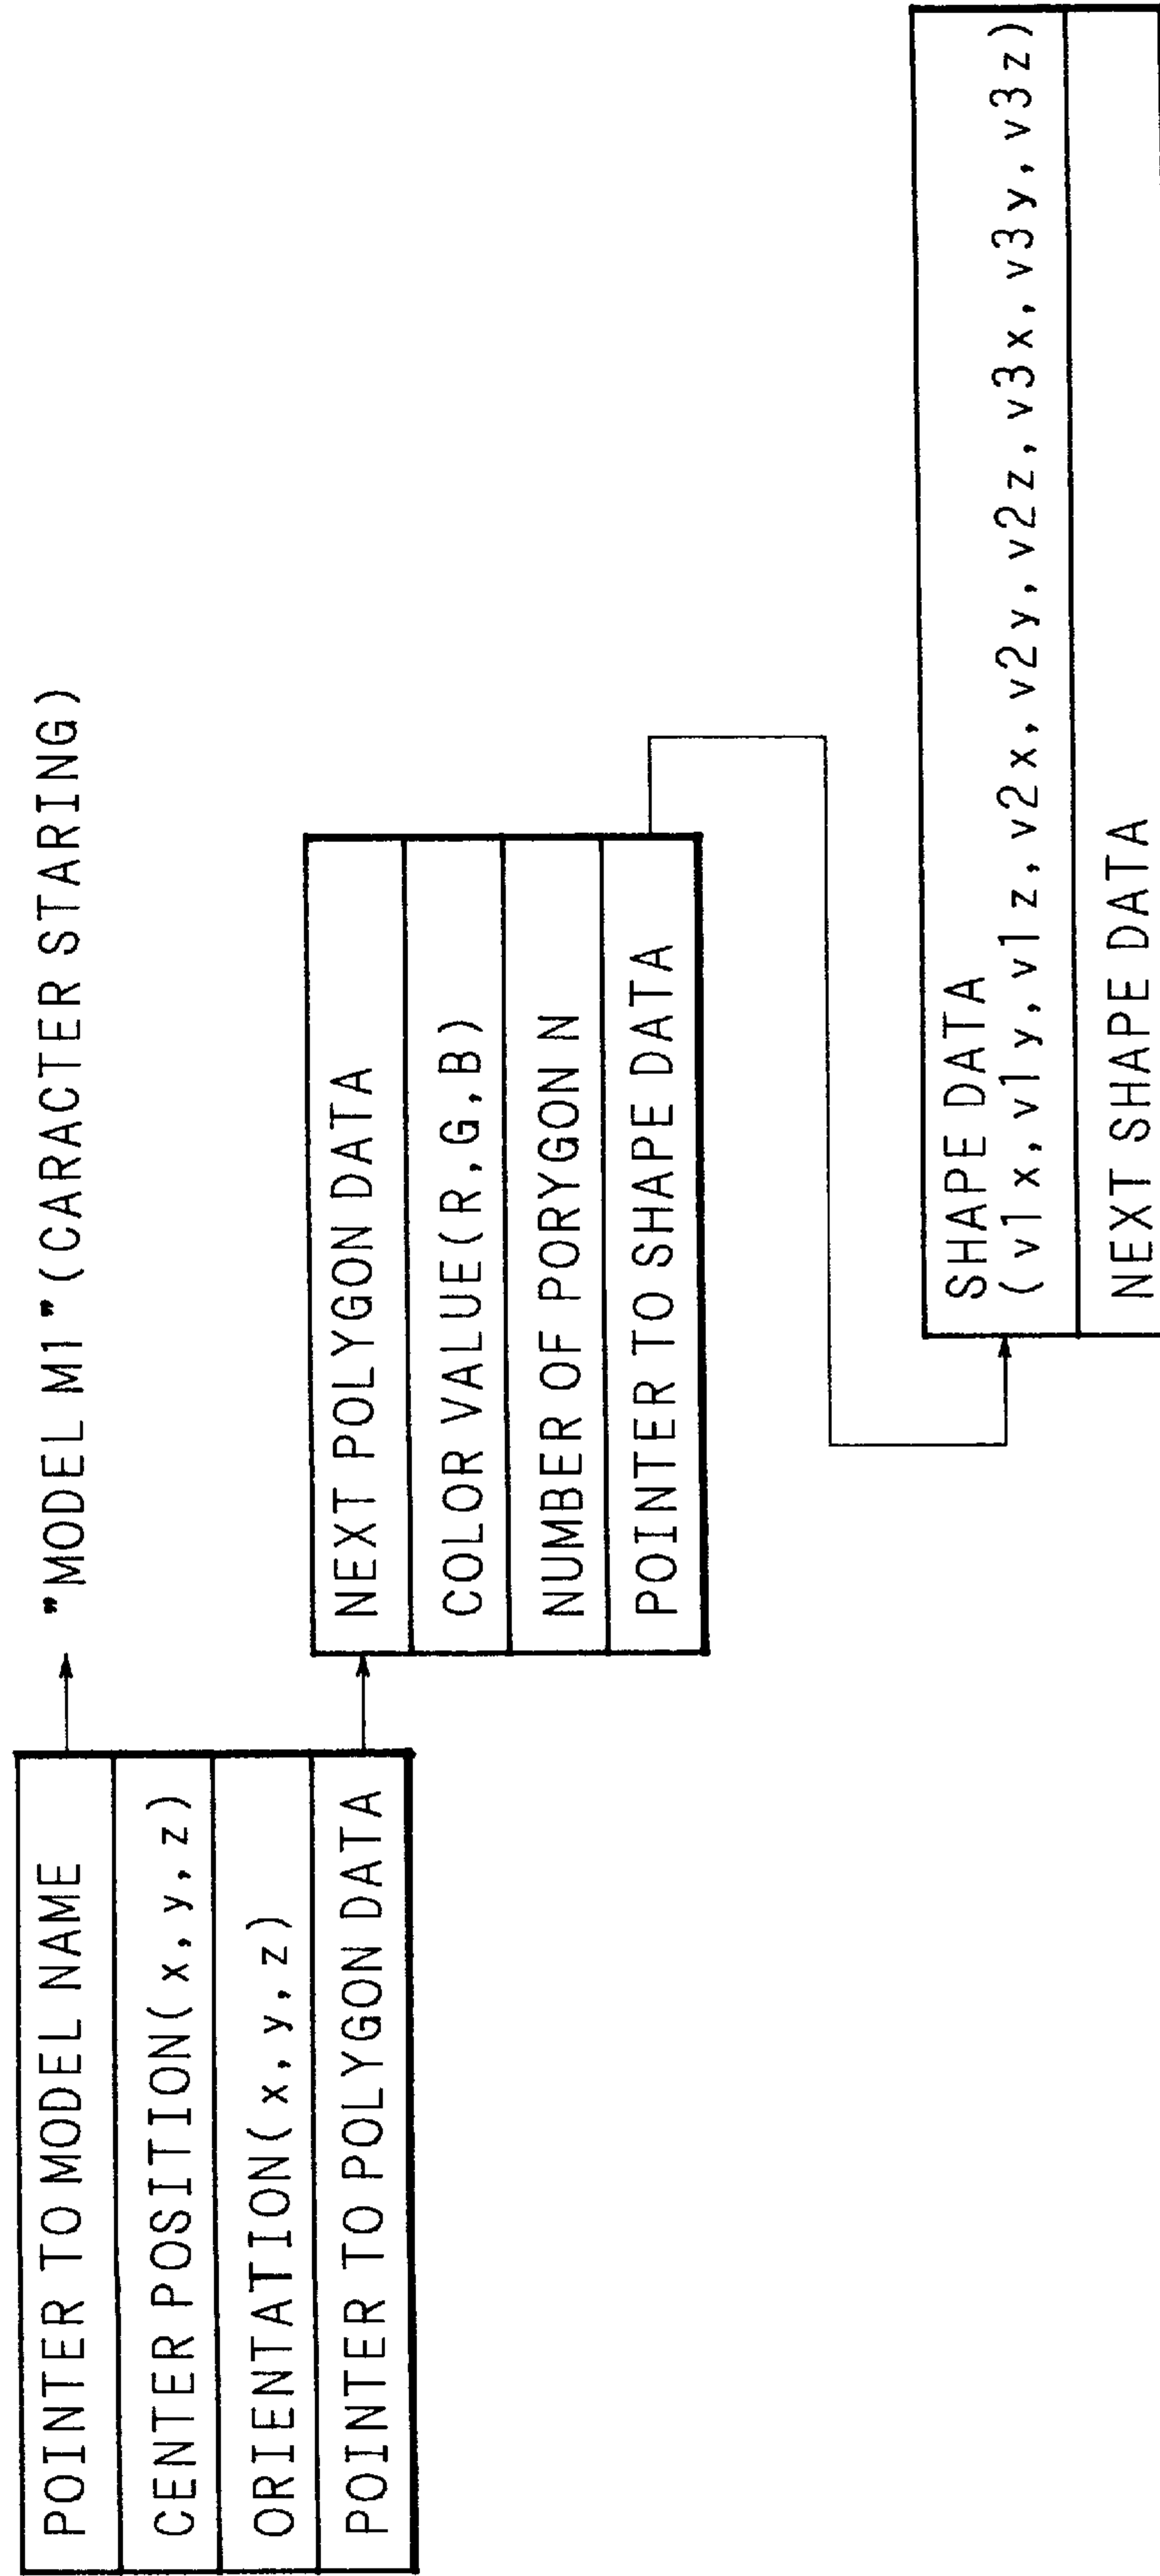 POINTER TO MODEL NAME
CENTER POSITION(x,y,z)
ORIENTATION(x,y,z)
POINTER TO POLYGON DATA
"MODEL M1"(CARACTER STARING)
NEXT POLYGON DATA
COLOR VALUE(R,G,B)
NUMBER OF PORYGON N
POINTER TO SHAPE DATA
SHAPE DATA
(v1x,v1y,v1z,v2x,v2y,v2z,v3x,v3y,v3z)
NEXT SHAPE DATA